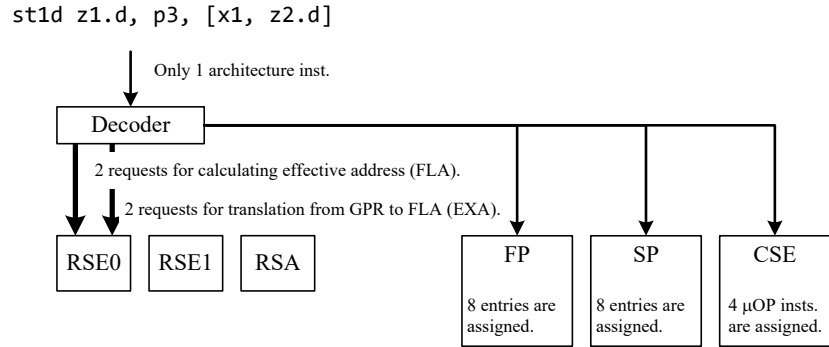 st1d z1.d, p3, [x1, z2.d]
Only 1 architecture inst.
Decoder
2 requests for calculating effective address (FLA).
2 requests for translation from GPR to FLA (EXA).
RSE0
RSE1
RSA
FP
8 entries are
assigned.
SP
8 entries are
assigned.
CSE
4 μOP insts.
are assigned.